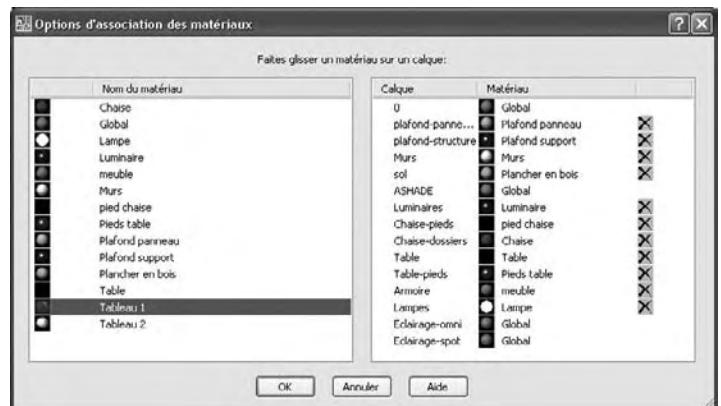 Options d'association des matériaux
Faites glisser un matériau sur un calque:
Nom du matériau
Chaise
Global
Lampe
Luminaire
meuble
Murs
pied chaise
Pieds table
Plafond panneau
Plafond support
Plancher en bois
Table
Tableau 1
Tableau 2
Calque Matériau
0 Global
plafond-panne... Plafond panneau
plafond-structure Plafond support
Murs Murs
sol Plancher en bois
ASHADE Global
Luminaires Luminaire
Chaise-pieds pied chaise
Chaise-dossiers Chaise
Table Table
Table-pieds Pieds table
Armoire meuble
Lampes Lampe
Eclairage-omni Global
Eclairage-spot Global
OK Annuler Aide